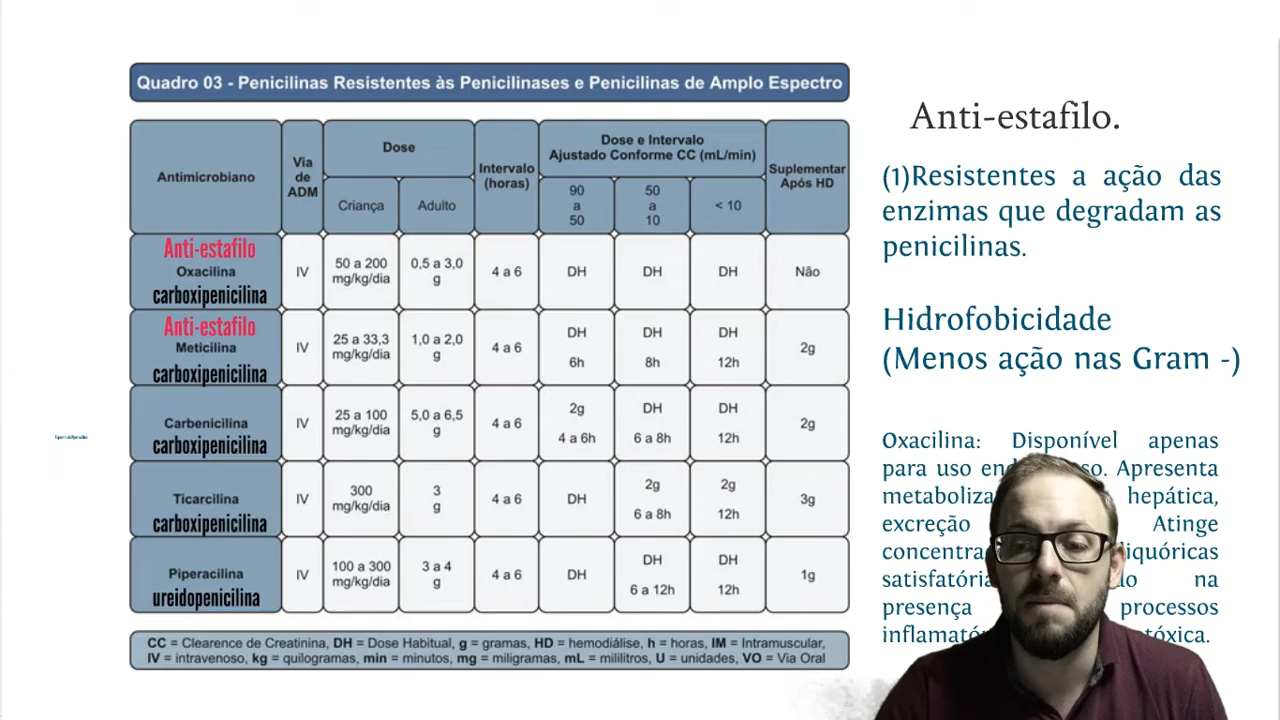 Quadro 03 - Penicilinas Resistentes às Penicilinases e Penicilinas de Amplo Espectro
Antimicrobiano
Via
de
ADM
Dose
Criança
Adulto
Intervalo
(horas)
Dose e Intervalo
Ajustado Conforme CC (mL/min)
90
a
50
50
a
10
< 10
Suplementar
Após HD
Anti-estafilo
Oxacilina
carboxipenicilina
IV
50 a 200
mg/kg/dia
0,5 a 3,0
g
4 a 6
DH
DH
DH
Não
Anti-estafilo
Meticilina
carboxipenicilina
IV
25 a 33,3
mg/kg/dia
1,0 a 2,0
g
4 a 6
DH
6h
DH
8h
DH
12h
2g
Carbenicilina
carboxipenicilina
IV
25 a 100
mg/kg/dia
5,0 a 6,5
g
4 a 6
2g
4 a 6h
DH
6 a 8h
DH
12h
2g
Ticarcilina
carboxipenicilina
IV
300
mg/kg/dia
3
g
4 a 6
DH
2g
6 a 8h
2g
12h
3g
Piperacilina
ureidopenicilina
IV
100 a 300
mg/kg/dia
3 a 4
g
4 a 6
DH
DH
6 a 12h
DH
12h
1g
CC = Clearence de Creatinina, DH = Dose Habitual, g = gramas, HD = hemodiálise, h = horas, IM = Intramuscular,
IV = intravenoso, kg = quilogramas, min = minutos, mg = miligramas, mL = mililitros, U = unidades, VO = Via Oral
Anti-estafilo.
(1)Resistentes a ação das
enzimas que degradam as
penicilinas.
Hidrofobicidade
(Menos ação nas Gram -)
Oxacilina: Disponível apenas
para uso Apresenta
hepática,
excreção Atinge
liquóricas
na
presença processos